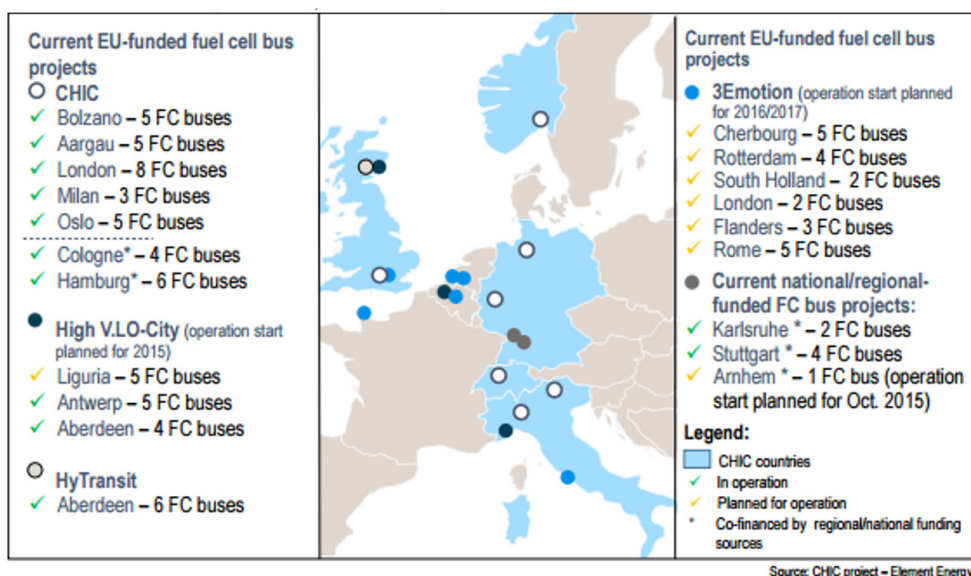 Current EU-funded fuel cell bus
projects
CHIC
✓ Bolzano – 5 FC buses
✓ Aargau – 5 FC buses
✓ London – 8 FC buses
✓ Milan – 3 FC buses
✓ Oslo – 5 FC buses
✓ Cologne* – 4 FC buses
✓ Hamburg* – 6 FC buses
High V.LO-City (operation start
planned for 2015)
✓ Liguria – 5 FC buses
✓ Antwerp – 5 FC buses
✓ Aberdeen – 4 FC buses
HyTransit
✓ Aberdeen – 6 FC buses
Current EU-funded fuel cell bus
projects
3Emotion (operation start planned
for 2016/2017)
✓ Cherbourg – 5 FC buses
✓ Rotterdam – 4 FC buses
✓ South Holland – 2 FC buses
✓ London – 2 FC buses
✓ Flanders – 3 FC buses
✓ Rome – 5 FC buses
Current national/regional-
funded FC bus projects:
✓ Karlsruhe * – 2 FC buses
✓ Stuttgart * – 4 FC buses
✓ Arnhem * – 1 FC bus (operation
start planned for Oct. 2015)
Legend:
CHIC countries
✓ In operation
✓ Planned for operation
* Co-financed by regional/national funding
sources
Source: CHIC project – Element Energy